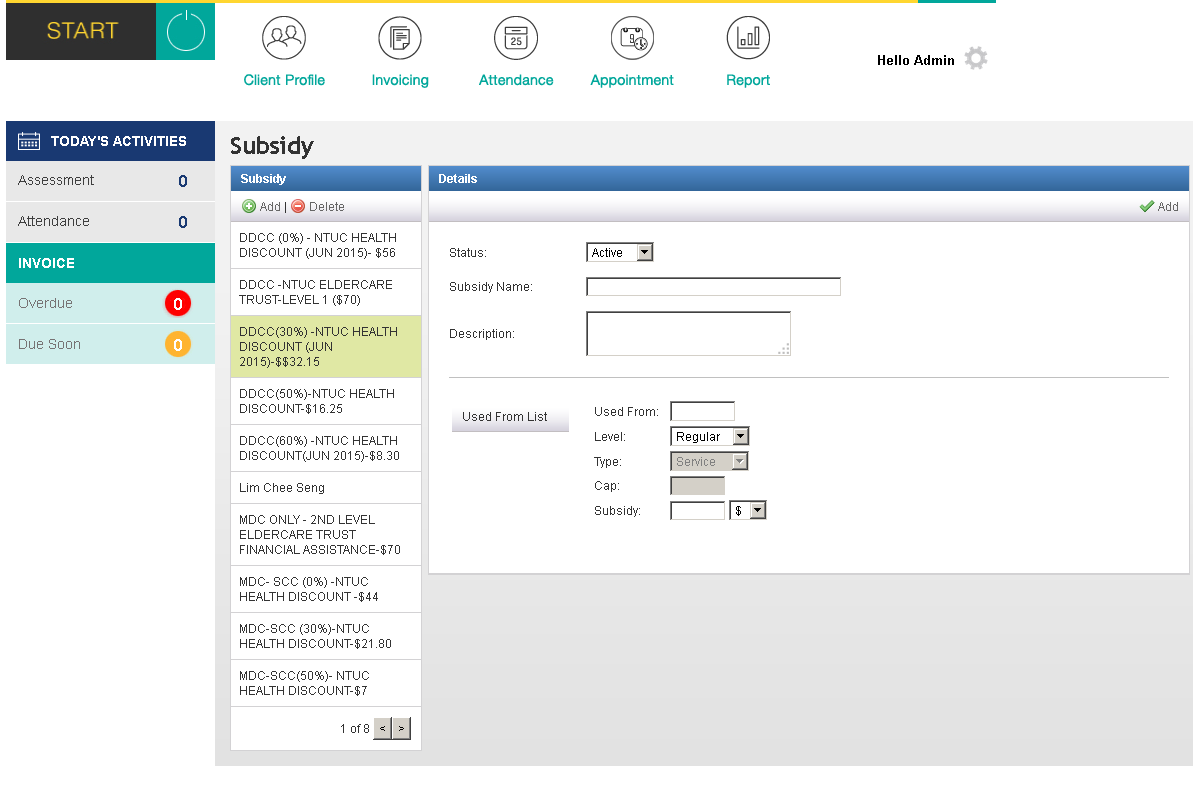 START
Client Profile
Invoicing
25
Attendance
9
Appointment
Report
Hello Admin
TODAY'S ACTIVITIES
Assessment 0
Attendance 0
INVOICE
Overdue 0
Due Soon 0
Subsidy
Subsidy
Add | Delete
DDCC (0%) - NTUC HEALTH
DISCOUNT (JUN 2015)- $56
DDCC -NTUC ELDERCARE
TRUST-LEVEL 1 ($70)
DDCC(30%) -NTUC HEALTH
DISCOUNT (JUN
2015)-$$32.15
DDCC(50%)-NTUC HEALTH
DISCOUNT-$16.25
DDCC(60%) -NTUC HEALTH
DISCOUNT(JUN 2015)-$8.30
Lim Chee Seng
MDC ONLY - 2ND LEVEL
ELDERCARE TRUST
FINANCIAL ASSISTANCE-$70
MDC- SCC (0%) -NTUC
HEALTH DISCOUNT -$44
MDC-SCC (30%)-NTUC
HEALTH DISCOUNT-$21.80
MDC-SCC(50%)- NTUC
HEALTH DISCOUNT-$7
1 of 8 < >
Details
Add
Status: Active
Subsidy Name:
Description:
Used From List
Used From:
Level: Regular
Type: Service
Cap:
Subsidy: $